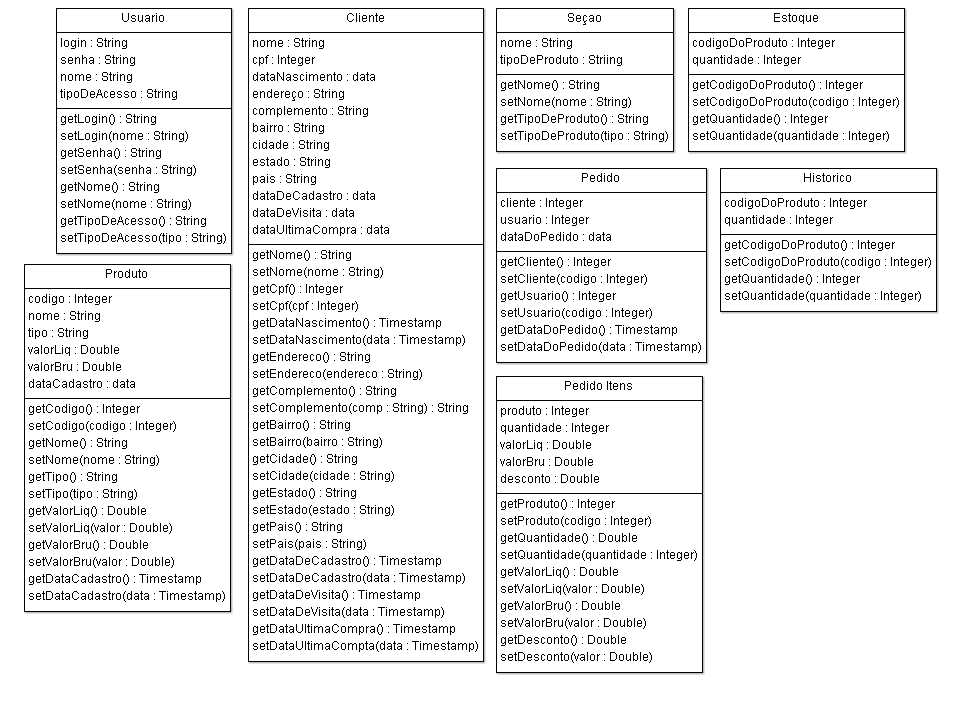 Usuario
login : String
senha : String
nome : String
tipoDeAcesso : String
getLogin() : String
setLogin(nome : String)
getSenha() : String
setSenha(senha : String)
getNome() : String
setNome(nome : String)
getTipoDeAcesso() : String
setTipoDeAcesso(tipo : String)
Produto
codigo : Integer
nome : String
tipo : String
valorLiq : Double
valorBru : Double
dataCadastro : data
getCodigo() : Integer
setCodigo(codigo : Integer)
getNome() : String
setNome(nome : String)
getTipo() : String
setTipo(tipo : String)
getValorLiq() : Double
setValorLiq(valor : Double)
getValorBru() : Double
setValorBru(valor : Double)
getDataCadastro() : Timestamp
setDataCadastro(data : Timestamp)
Cliente
nome : String
cpf : Integer
dataNascimento : data
endereço : String
complemento : String
bairro : String
cidade : String
estado : String
pais : String
dataDeCadastro : data
dataDeVisita : data
dataUltimaCompra : data
getNome() : String
setNome(nome : String)
getCpf() : Integer
setCpf(cpf : Integer)
getDataNascimento() : Timestamp
setDataNascimento(data : Timestamp)
getEndereco() : String
setEndereco(endereco : String)
getComplemento() : String
setComplemento(comp : String) : String
getBairro() : String
setBairro(bairro : String)
getCidade() : String
setCidade(cidade : String)
getEstado() : String
setEstado(estado : String)
getPais() : String
setPais(pais : String)
getDataDeCadastro() : Timestamp
setDataDeCadastro(data : Timestamp)
getDataDeVisita() : Timestamp
setDataDeVisita(data : Timestamp)
getDataUltimaCompra() : Timestamp
setDataUltimaCompta(data : Timestamp)
Seçao
nome : String
tipoDeProduto : Striing
getNome() : String
setNome(nome : String)
getTipoDeProduto() : String
setTipoDeProduto(tipo : String)
Estoque
codigoDoProduto : Integer
quantidade : Integer
getCodigoDoProduto() : Integer
setCodigoDoProduto(codigo : Integer)
getQuantidade() : Integer
setQuantidade(quantidade : Integer)
Pedido
cliente : Integer
usuario : Integer
dataDoPedido : data
getCliente() : Integer
setCliente(codigo : Integer)
getUsuario() : Integer
setUsuario(codigo : Integer)
getDataDoPedido() : Timestamp
setDataDoPedido(data : Timestamp)
Historico
codigoDoProduto : Integer
quantidade : Integer
getCodigoDoProduto() : Integer
setCodigoDoProduto(codigo : Integer)
getQuantidade() : Integer
setQuantidade(quantidade : Integer)
Pedido Itens
produto : Integer
quantidade : Integer
valorLiq : Double
valorBru : Double
desconto : Double
getProduto() : Integer
setProduto(codigo : Integer)
getQuantidade() : Double
setQuantidade(quantidade : Integer)
getValorLiq() : Double
setValorLiq(valor : Double)
getValorBru() : Double
setValorBru(valor : Double)
getDesconto() : Double
setDesconto(valor : Double)